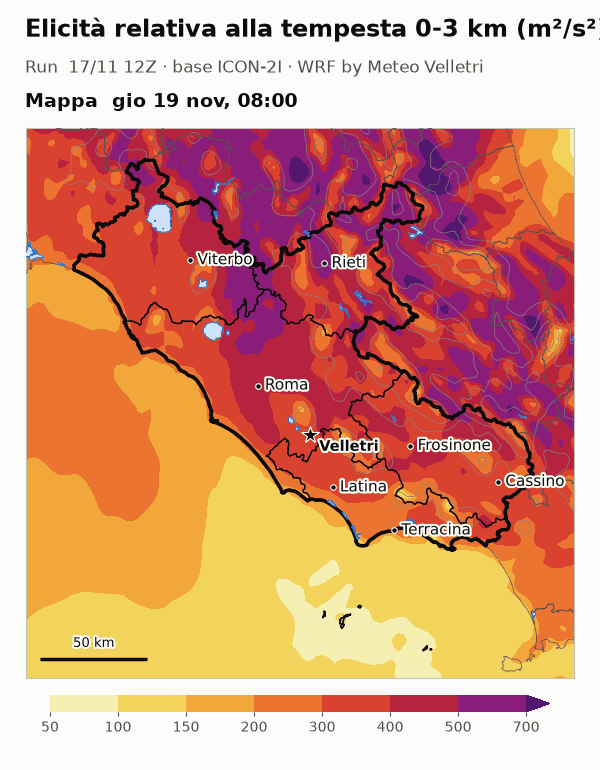 Elicità relativa alla tempesta 0-3 km (m²/s²)
Run 17/11 12Z · base ICON-2I · WRF by Meteo Velletri
Mappa gio 19 nov, 08:00
Viterbo
Rieti
Roma
Velletri
Frosinone
Latina
Cassino
Terracina
50 km
50 100 150 200 300 400 500 700